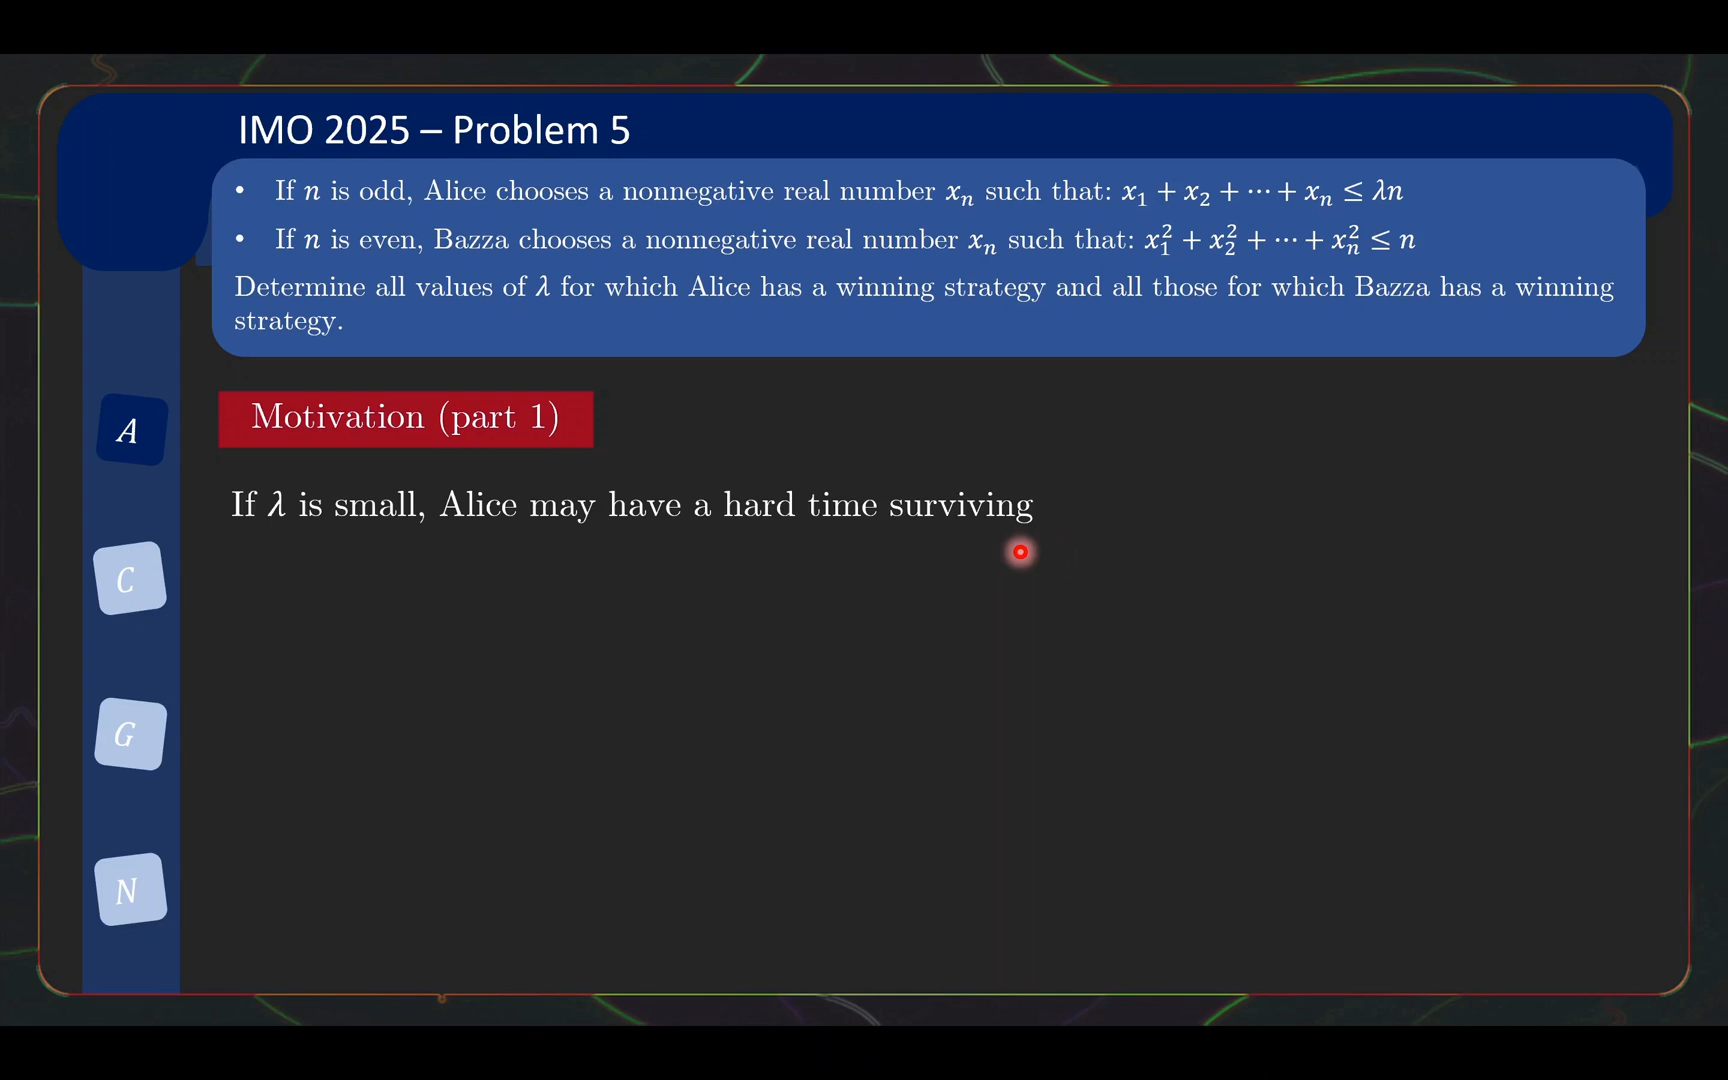 IMO 2025 – Problem 5
• If n is odd, Alice chooses a nonnegative real number xₙ such that: x₁ + x₂ + ⋯ + xₙ ≤ λn
• If n is even, Bazza chooses a nonnegative real number xₙ such that: x₁² + x₂² + ⋯ + xₙ² ≤ n
Determine all values of λ for which Alice has a winning strategy and all those for which Bazza has a winning
strategy.
A
Motivation (part 1)
If λ is small, Alice may have a hard time surviving
C
G
N